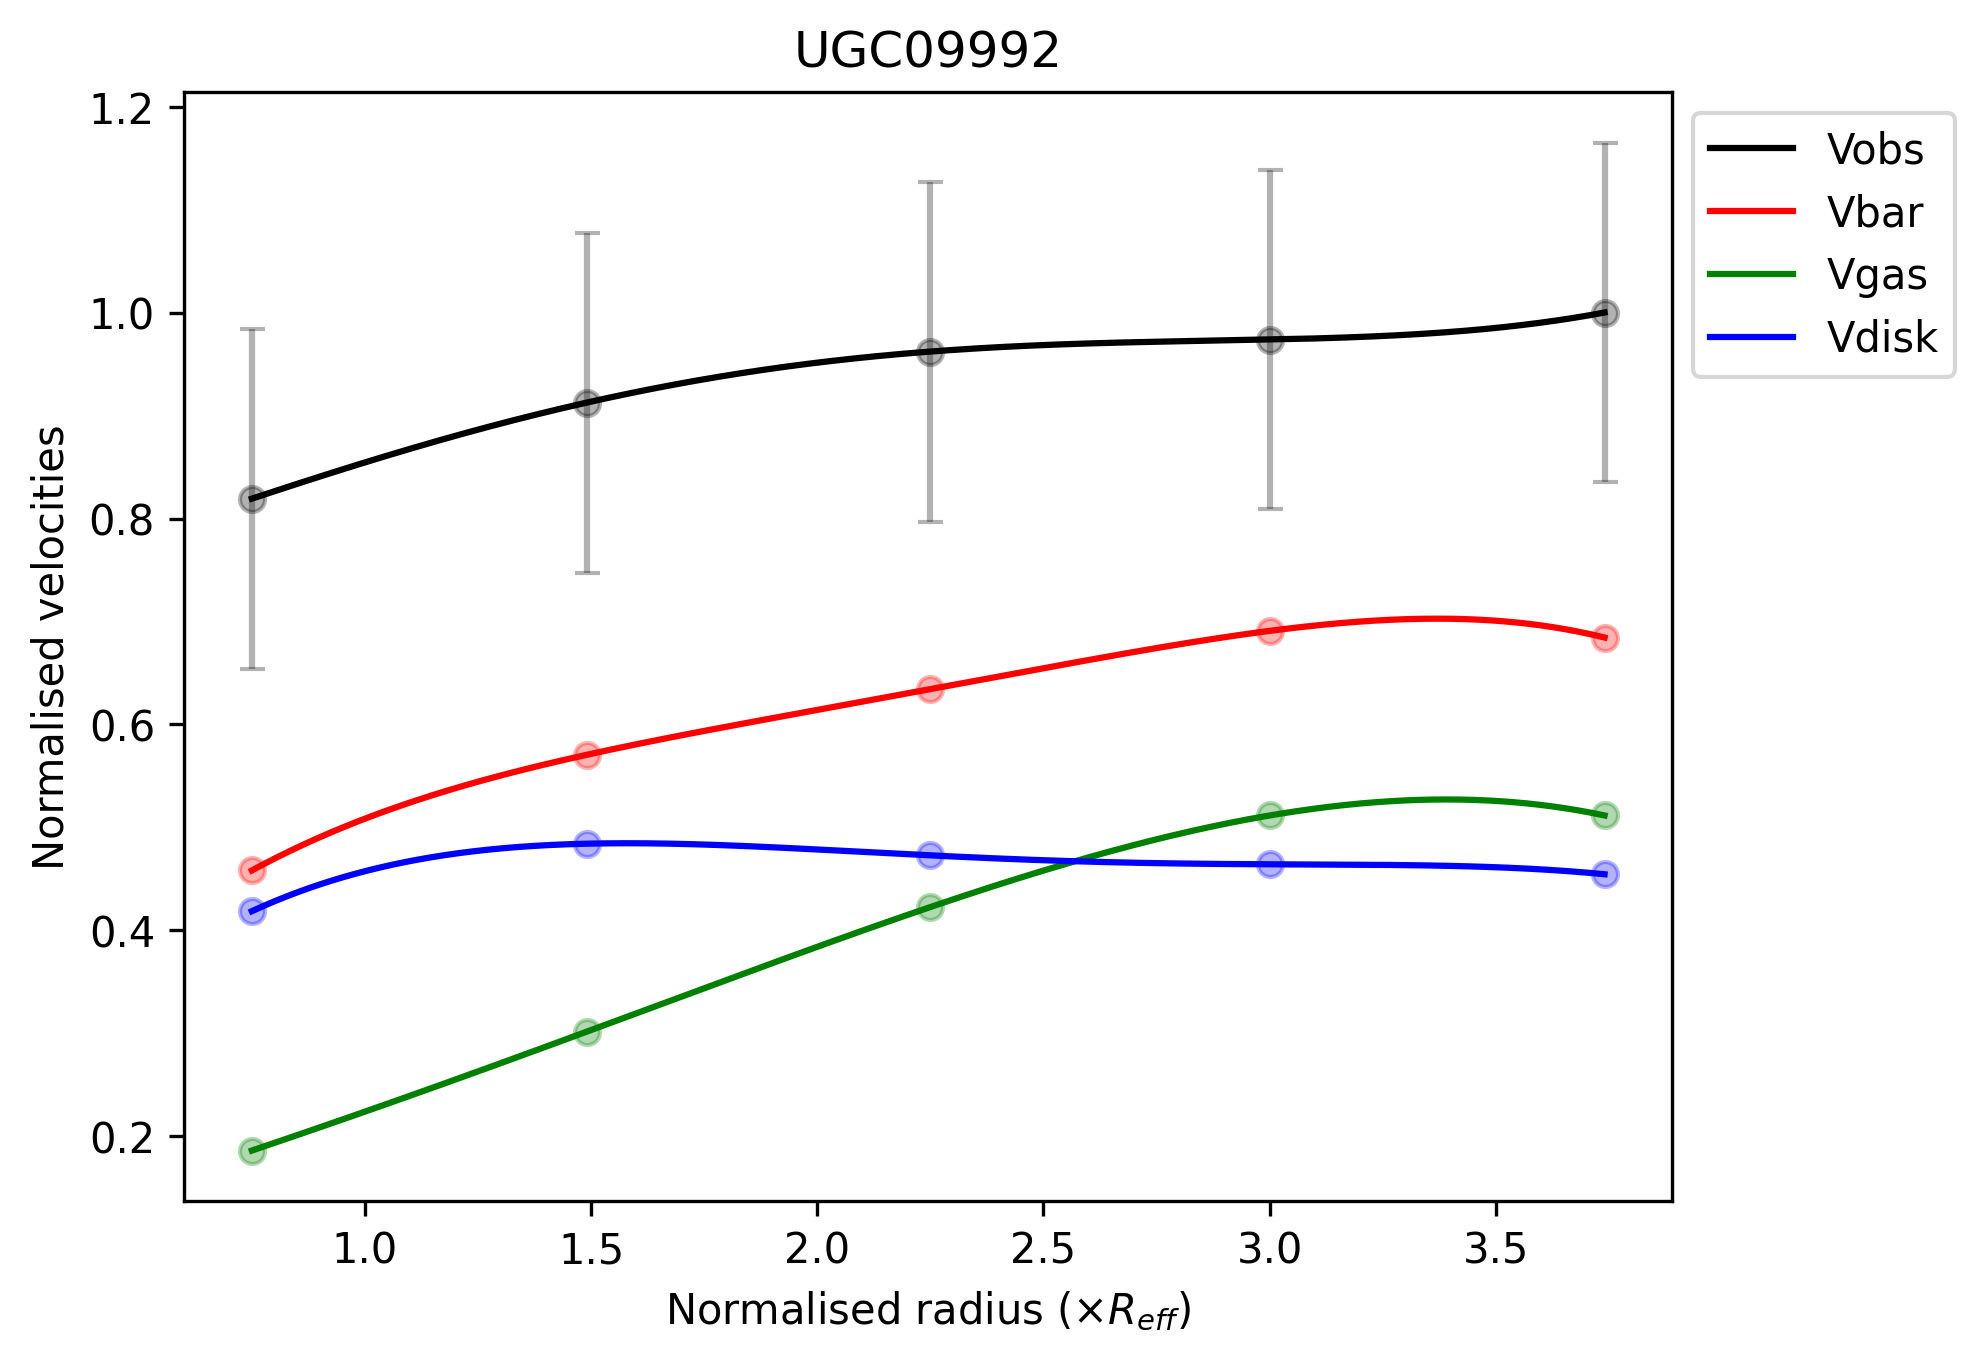 UGC09992
Normalised velocities
1.2
1.0
0.8
0.6
0.4
0.2
1.0 1.5 2.0 2.5 3.0 3.5
Normalised radius (×R_eff)
Vobs
Vbar
Vgas
Vdisk